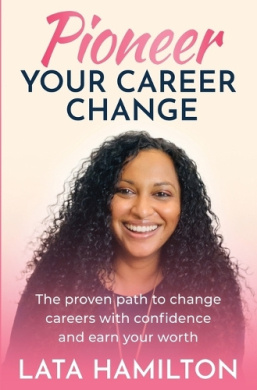 Pioneer
YOUR CAREER
CHANGE
The proven path to change
careers with confidence
and earn your worth
LATA HAMILTON